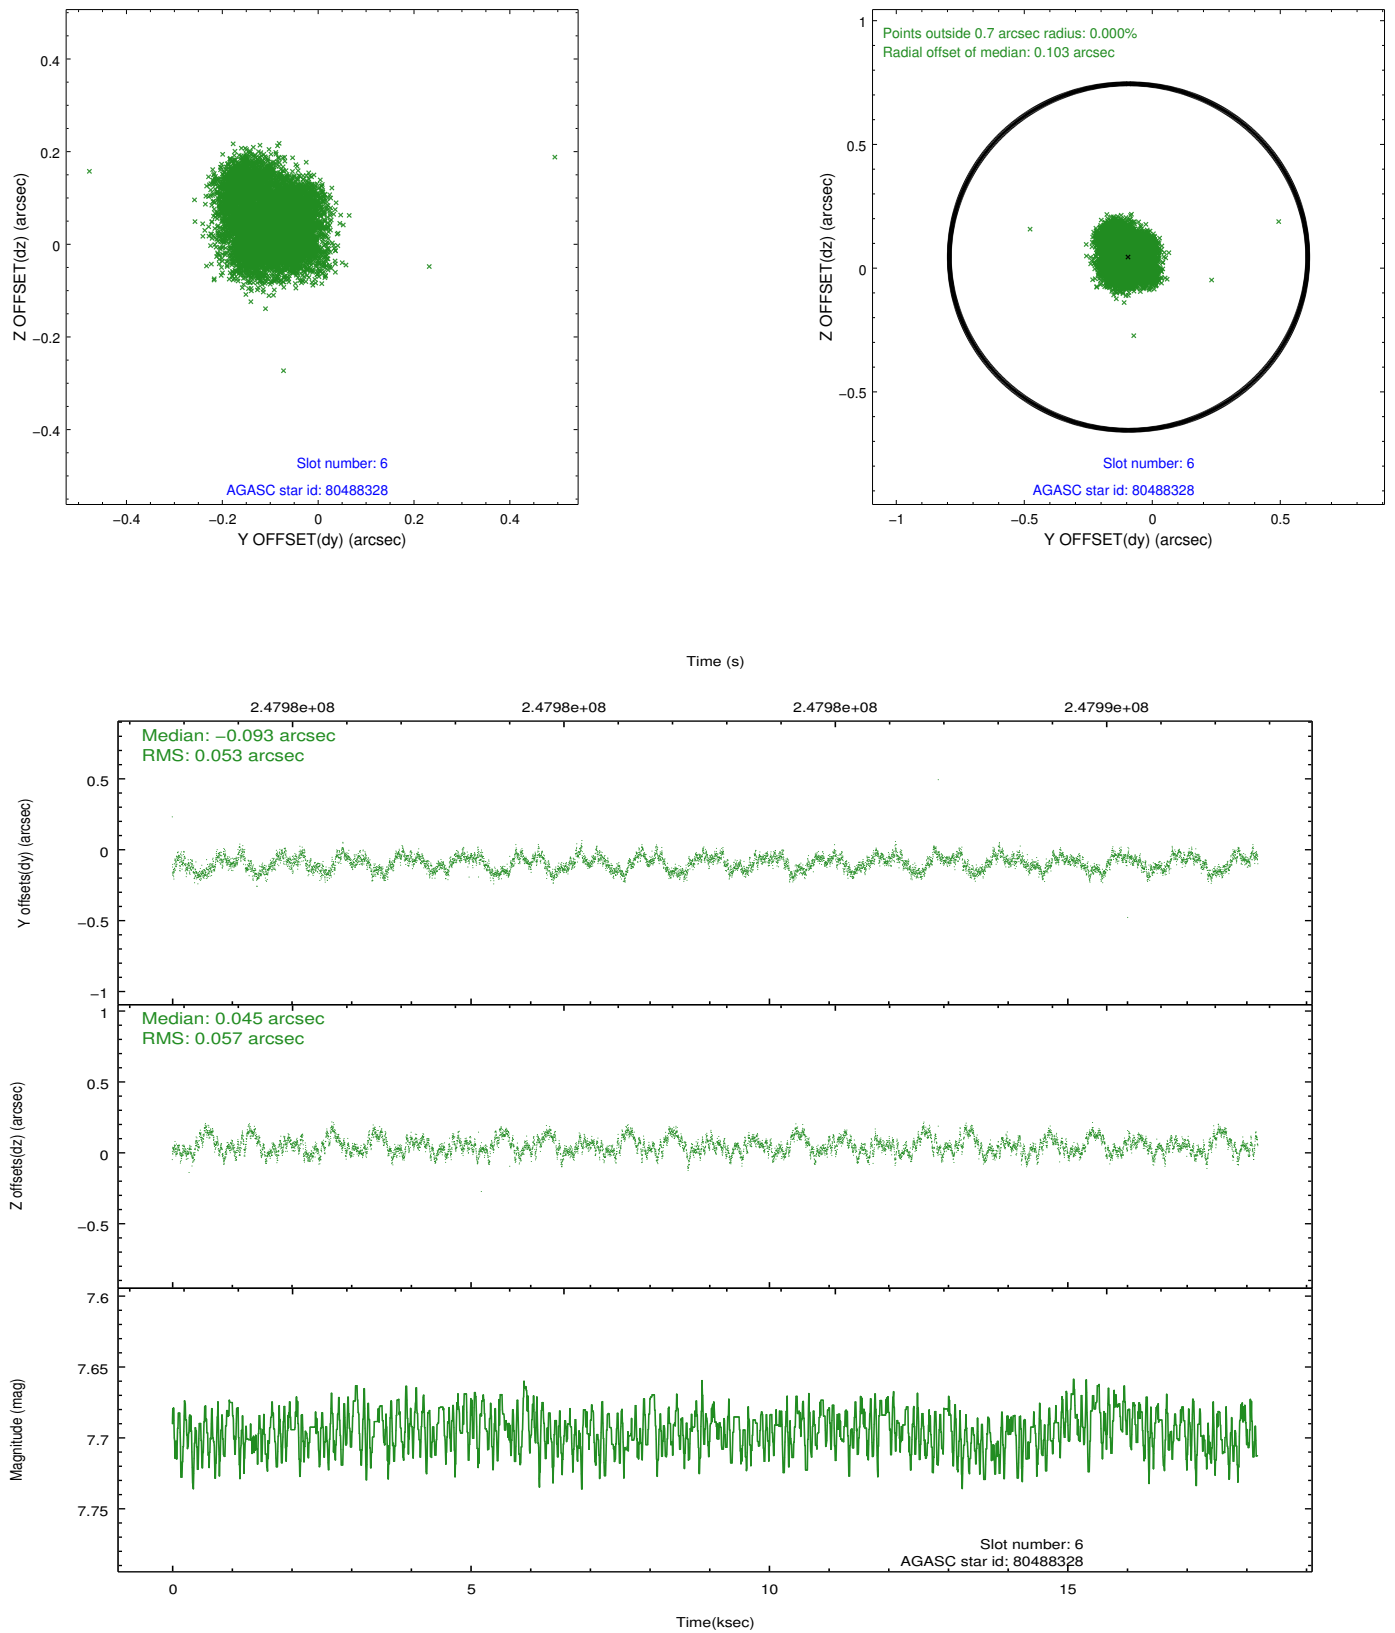 0.4
0.2
0
−0.2
−0.4
Z OFFSET(dz) (arcsec)
Slot number: 6
AGASC star id: 80488328
−0.4 −0.2 0 0.2 0.4
Y OFFSET(dy) (arcsec)
Points outside 0.7 arcsec radius: 0.000%
Radial offset of median: 0.103 arcsec
1
0.5
0
−0.5
Z OFFSET(dz) (arcsec)
Slot number: 6
AGASC star id: 80488328
−1 −0.5 0 0.5
Y OFFSET(dy) (arcsec)
Time (s)
2.4798e+08 2.4798e+08 2.4798e+08 2.4799e+08
Median: −0.093 arcsec
RMS: 0.053 arcsec
0.5
0
−0.5
−1
Y offsets(dy) (arcsec)
Median: 0.045 arcsec
RMS: 0.057 arcsec
1
0.5
0
−0.5
Z offsets(dz) (arcsec)
7.6
7.65
7.7
7.75
Magnitude (mag)
Slot number: 6
AGASC star id: 80488328
0 5 10 15
Time(ksec)